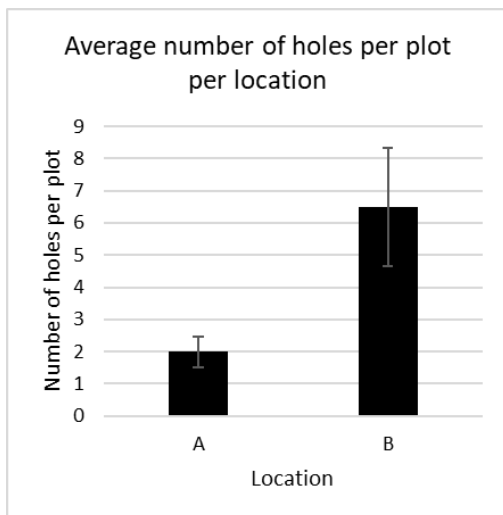 Average number of holes per plot
per location
Number of holes per plot
9
8
7
6
5
4
3
2
1
0
A
B
Location